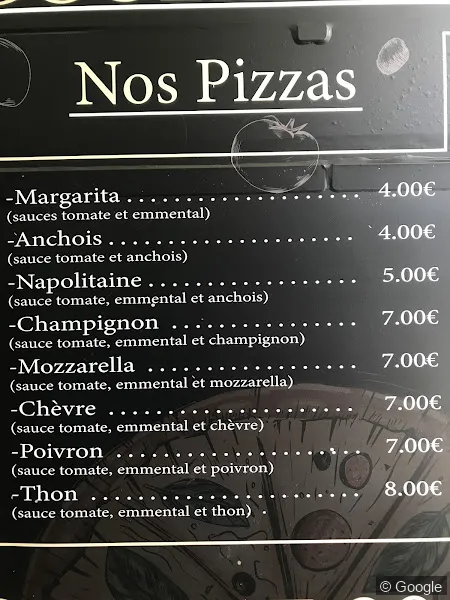 Nos Pizzas
-Margarita ..................... 4.00€
(sauces tomate et emmental)
-Anchois ....................... 4.00€
(sauce tomate et anchois)
-Napolitaine ................... 5.00€
(sauce tomate, emmental et anchois)
-Champignon ................. 7.00€
(sauce tomate, emmental et champignon)
-Mozzarella ................... 7.00€
(sauce tomate, emmental et mozzarella)
-Chèvre ....................... 7.00€
(sauce tomate, emmental et chèvre)
-Poivron ...................... 7.00€
(sauce tomate, emmental et poivron)
-Thon ......................... 8.00€
(sauce tomate, emmental et thon)
© Google